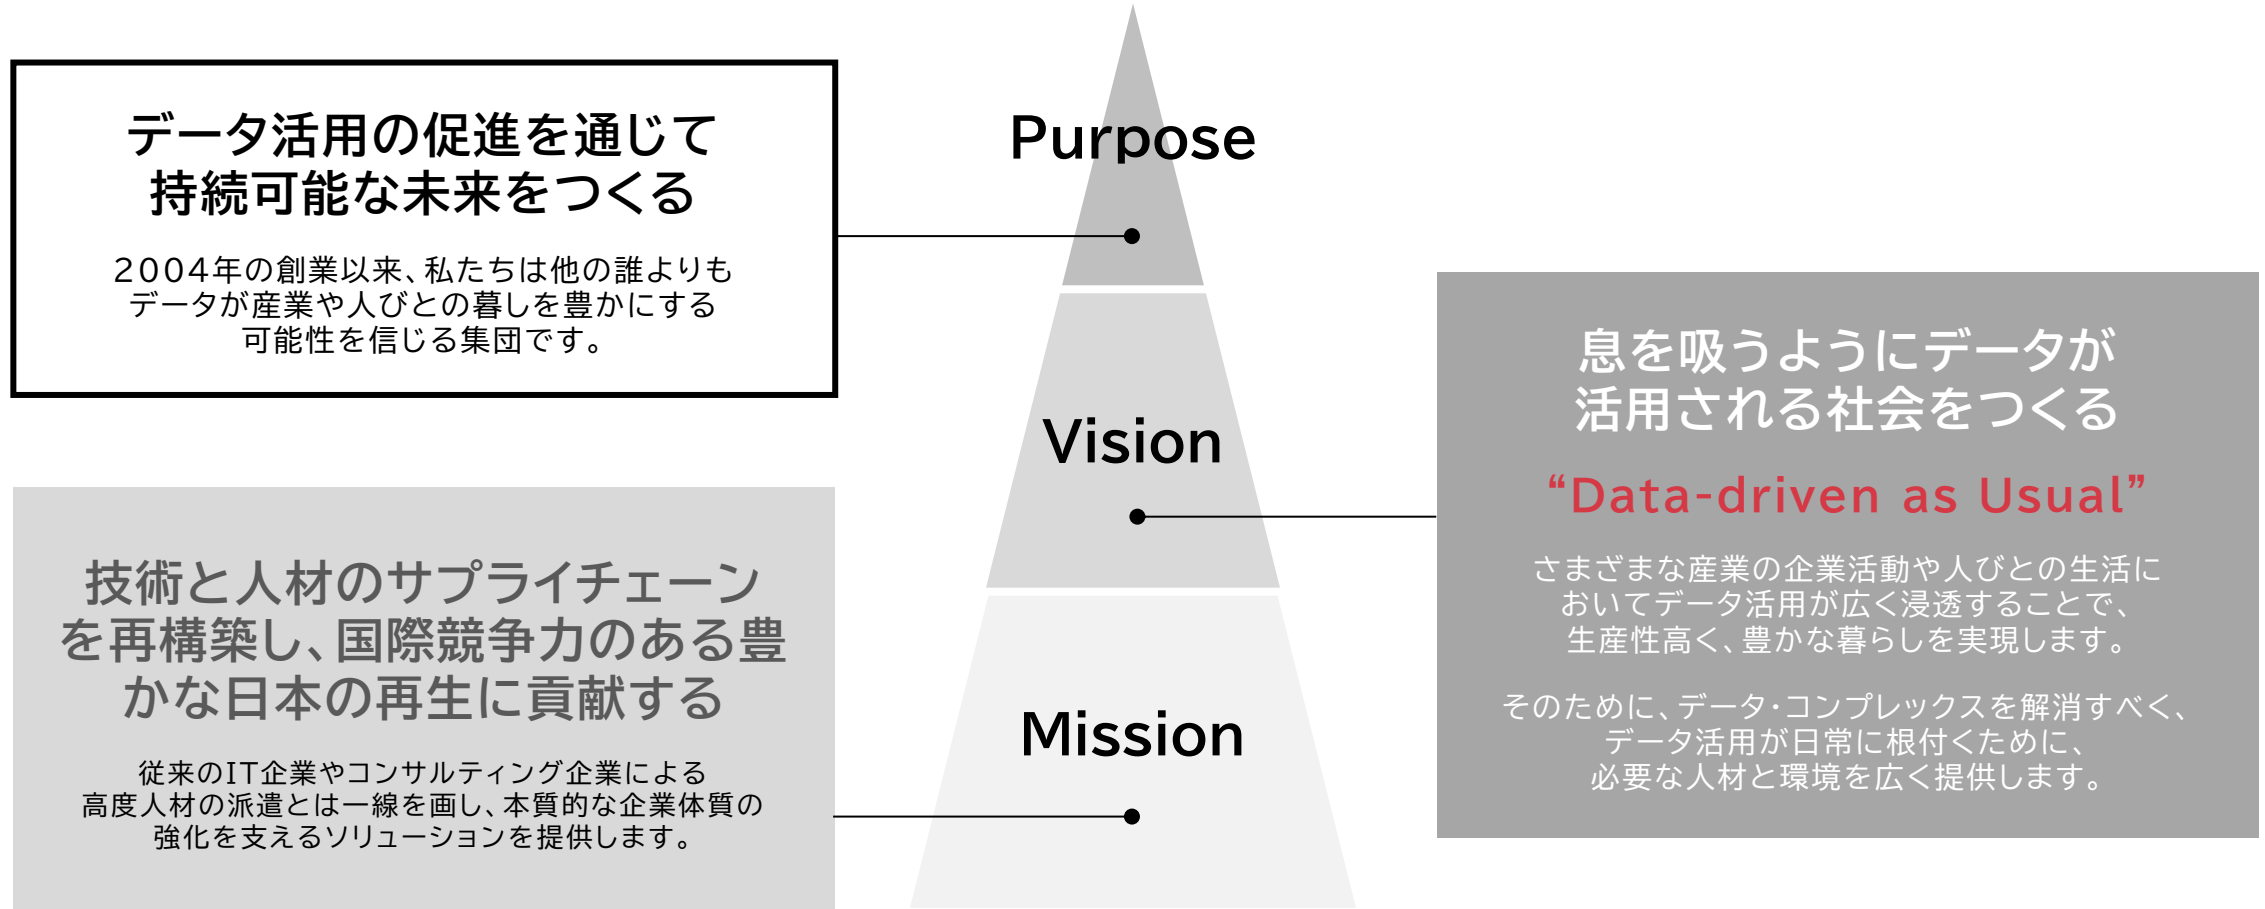 データ活用の促進を通じて
持続可能な未来をつくる
2004年の創業以来、私たちは他の誰よりも
データが産業や人びとの暮しを豊かにする
可能性を信じる集団です。
Purpose
Vision
息を吸うようにデータが
活用される社会をつくる
“Data-driven as Usual”
さまざまな産業の企業活動や人びとの生活に
おいてデータ活用が広く浸透することで、
生産性高く、豊かな暮らしを実現します。
そのために、データ・コンプレックスを解消すべく、
データ活用が日常に根付くために、
必要な人材と環境を広く提供します。
技術と人材のサプライチェーン
を再構築し、国際競争力のある豊
かな日本の再生に貢献する
従来のIT企業やコンサルティング企業による
高度人材の派遣とは一線を画し、本質的な企業体質の
強化を支えるソリューションを提供します。
Mission